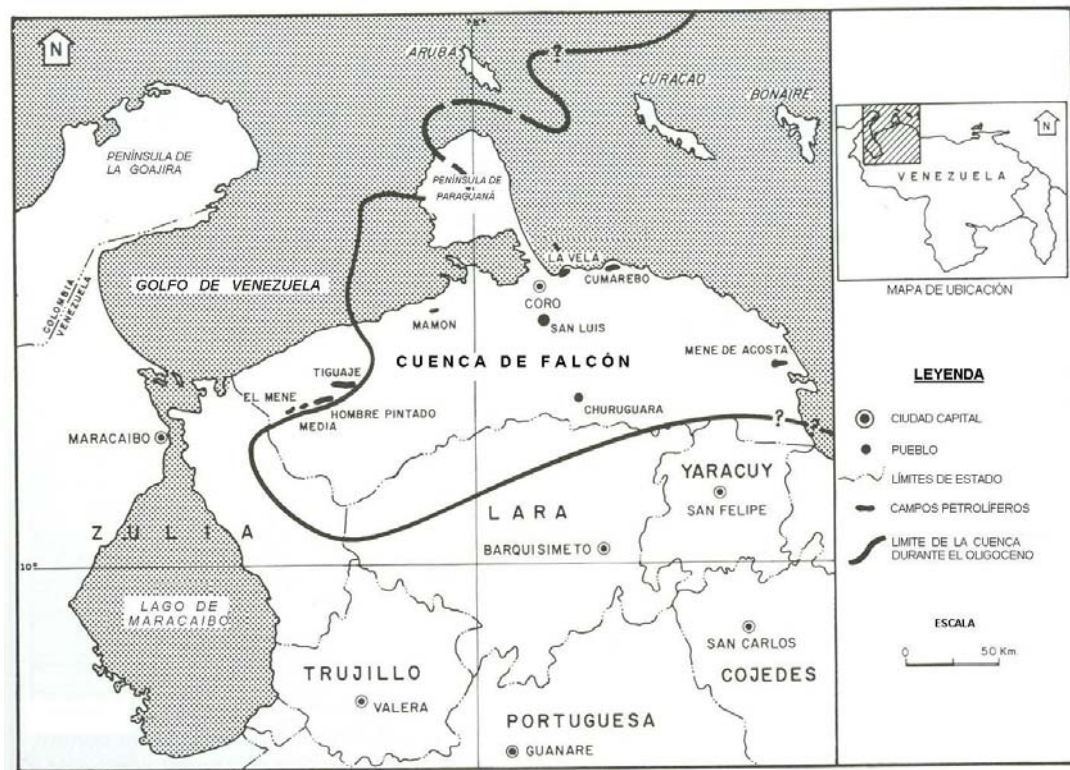 N
70°
ARUBA
?
CURAÇAO
BONAIRE
PENÍNSULA DE
LA GOAJIRA
PENÍNSULA DE
PARAGUANÁ
COLOMBIA
VENEZUELA
GOLFO DE VENEZUELA
LA VELA
CUMAREBO
CORO
SAN LUIS
MAMON
CUENCA DE FALCÓN
MENE DE ACOSTA
TIGUAJE
EL MENE
HOMBRE PINTADO
MEDIA
CHURUGUARA
MARACAIBO
?
?
YARACUY
SAN FELIPE
ZULIA
LARA
BARQUISIMETO
10°
LAGO DE
MARACAIBO
SAN CARLOS
COJEDES
TRUJILLO
VALERA
PORTUGUESA
GUANARE
N
VENEZUELA
MAPA DE UBICACIÓN
LEYENDA
CIUDAD CAPITAL
PUEBLO
LÍMITES DE ESTADO
CAMPOS PETROLÍFEROS
LIMITE DE LA CUENCA
DURANTE EL OLIGOCENO
ESCALA
0 50 Km.